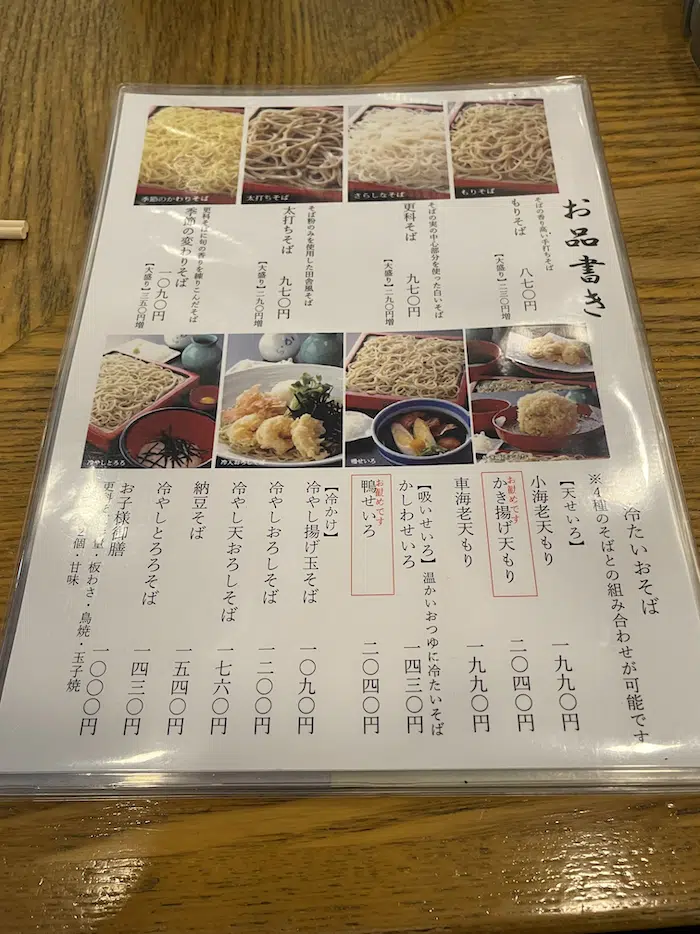 お品書き
もりそば
そばの香り高い手打ちそば
もりそば 八七〇円
【大盛り】二三〇円増
さらしなそば
そばの実の中心部分を使った白いそば
更科そば 九七〇円
【大盛り】二九〇円増
太打ちそば
そば粉のみを使用した田舎風そば
太打ちそば 九七〇円
【大盛り】二九〇円増
季節のかわりそば
更科そばに旬の香りを練りこんだそば
季節の変わりそば 一〇九〇円
【大盛り】三五〇円増
鴨せいろ
冷天おろしそば
冷やしとろろ
冷たいおそば
※4種のそばとの組み合わせが可能です
【天せいろ】
小海老天もり 一九九〇円
お勧めです
かき揚げ天もり 二〇四〇円
車海老天もり 一九九〇円
【吸いせいろ】温かいおつゆに冷たいそば
かしわせいろ 一四三〇円
お勧めです
鴨せいろ 二〇四〇円
【冷かけ】
冷やし揚げ玉そば 一〇九〇円
冷やしおろしそば 一二〇〇円
冷やし天おろしそば 一七六〇円
納豆そば 一五四〇円
冷やしとろろそば 一四三〇円
お子様御膳 一〇〇〇円
・板わさ・鳥焼・玉子焼
個・甘味